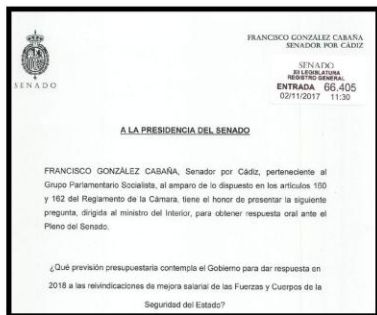 FRANCISCO GONZÁLEZ CABAÑA
SENADOR POR CÁDIZ
SENADO
SENADO
XII LEGISLATURA
REGISTRO GENERAL
ENTRADA 66.405
02/11/2017 11:30
A LA PRESIDENCIA DEL SENADO
FRANCISCO GONZÁLEZ CABAÑA, Senador por Cádiz, perteneciente al
Grupo Parlamentario Socialista, al amparo de lo dispuesto en los artículos 160
y 162 del Reglamento de la Cámara, tiene el honor de presentar la siguiente
pregunta, dirigida al ministro del Interior, para obtener respuesta oral ante el
Pleno del Senado.
¿Qué previsión presupuestaria contempla el Gobierno para dar respuesta en
2018 a las reivindicaciones de mejora salarial de las Fuerzas y Cuerpos de la
Seguridad del Estado?